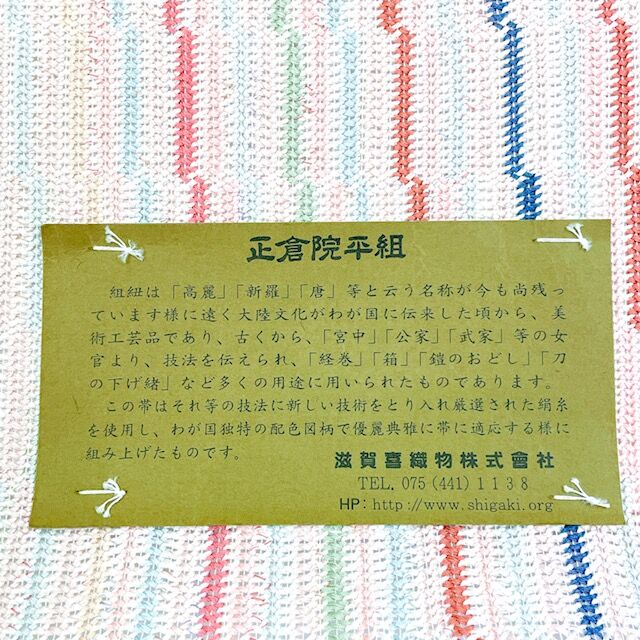 正倉院平組
組紐は「高麗」「新羅」「唐」等と云う名称が今も尚残っ
ています様に遠く大陸文化がわが国に伝来した頃から、美
術工芸品であり、古くから、「宮中」「公家」「武家」等の女
官より、技法を伝えられ、「経巻」「箱」「鎧のおどし」「刀
の下げ緒」など多くの用途に用いられたものであります。
この帯はそれ等の技法に新しい技術をとり入れ厳選された絹糸
を使用し、わが国独特の配色図柄で優麗典雅に帯に適応する様に
組み上げたものです。
滋賀喜織物株式會社
TEL. 075 (441) 1138
HP: http://www.shigaki.org